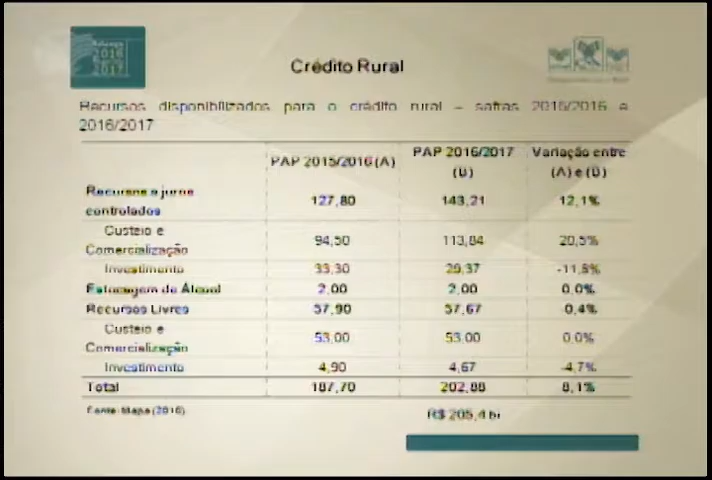 Balanço
2016
2017
Crédito Rural
Recursos disponibilizados para o crédito rural – safras 2015/2016 e
2016/2017
PAP 2015/2016 (A) PAP 2016/2017 (B) Variação entre (A) e (B)
Recursos a juros controlados 127,80 143,21 12,1%
Custeio e Comercialização 94,50 113,84 20,5%
Investimento 33,30 29,37 -11,8%
Estocagem de Álcool 2,00 2,00 0,0%
Recursos Livres 57,90 57,67 0,4%
Custeio e Comercialização 53,00 53,00 0,0%
Investimento 4,90 4,67 -4,7%
Total 187,70 202,88 8,1%
Fonte: Mapa (2016)
R$ 205,4 bi